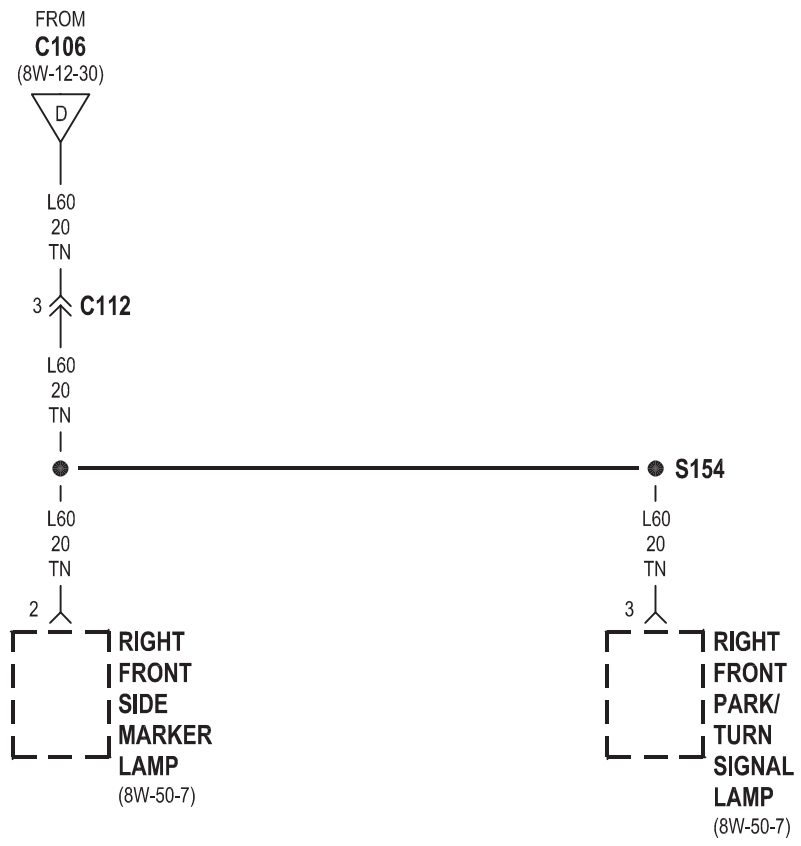 FROM
C106
(8W-12-30)
D
L60
20
TN
3
C112
L60
20
TN
S154
L60
20
TN
2
RIGHT
FRONT
SIDE
MARKER
LAMP
(8W-50-7)
L60
20
TN
3
RIGHT
FRONT
PARK/
TURN
SIGNAL
LAMP
(8W-50-7)